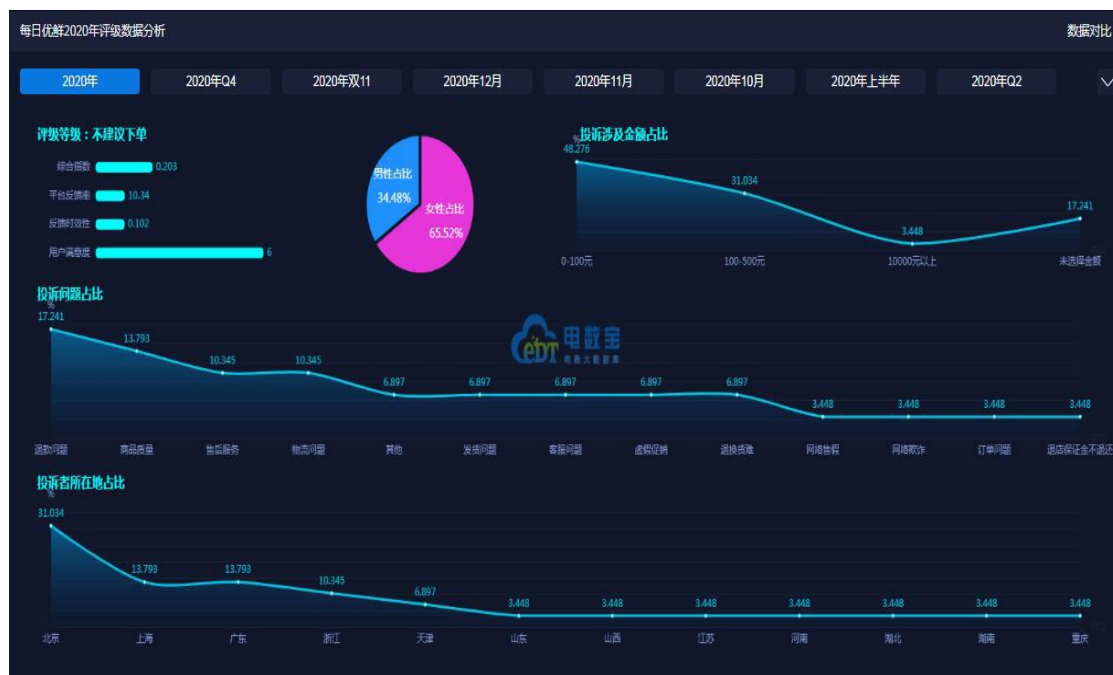 每日优鲜2020年评级数据分析
数据对比
2020年 2020年Q4 2020年双11 2020年12月 2020年11月 2020年10月 2020年上半年 2020年Q2
评级等级：不建议下单
综合指数 0.203
平台反馈率 10.34
反馈时效性 0.102
用户满意度 6
男性占比
34.48%
女性占比
65.52%
投诉涉及金额占比
%
48.276 31.034 3.448 17.241
0-100元 100-500元 10000元以上 未选择金额
投诉问题占比
%
17.241 13.793 10.345 10.345 6.897 6.897 6.897 6.897 6.897 3.448 3.448 3.448 3.448
退款问题 商品质量 售后服务 物流问题 其他 发货问题 客服问题 虚假促销 退换货难 网络售假 网络欺诈 订单问题 退店保证金不退还
电数宝
ebt 电商大数据库
投诉者所在地占比
%
31.034 13.793 13.793 10.345 6.897 3.448 3.448 3.448 3.448 3.448 3.448 3.448
北京 上海 广东 浙江 天津 山东 山西 江苏 河南 湖北 湖南 重庆